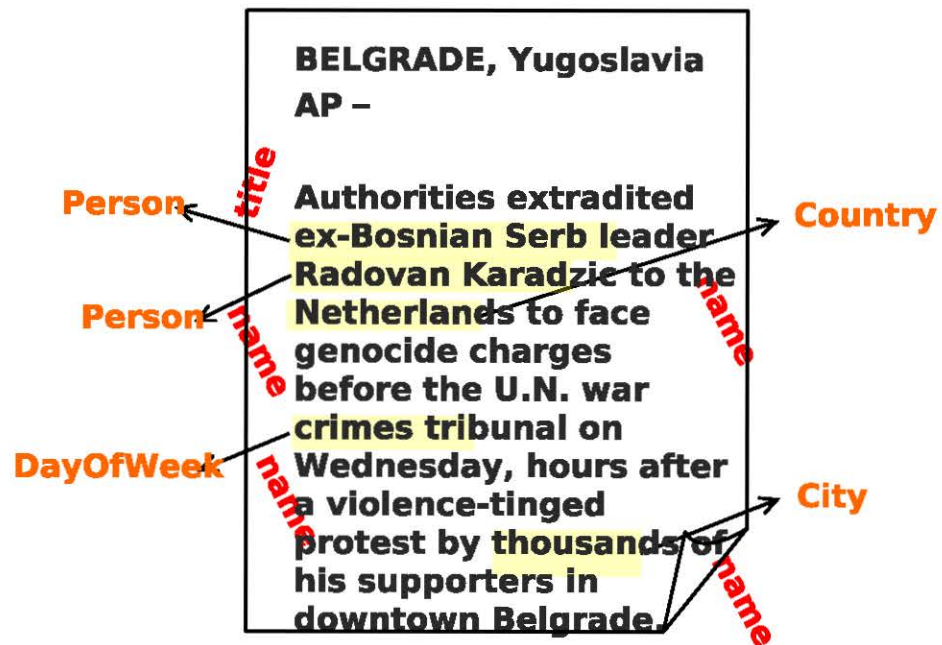 BELGRADE, Yugoslavia
AP –
title
Authorities extradited
Person
Country
ex-Bosnian Serb leader
Radovan Karadzic to the
Person
name
Netherlands to face
name
genocide charges
before the U.N. war
crimes tribunal on
DayOfWeek
name
Wednesday, hours after
a violence-tinged
City
protest by thousands of
name
his supporters in
downtown Belgrade.